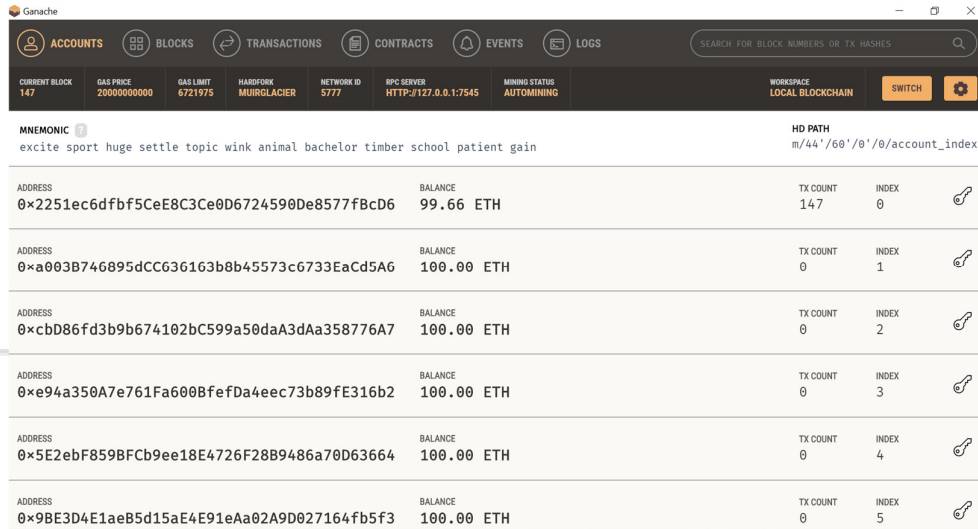 Ganache
ACCOUNTS BLOCKS TRANSACTIONS CONTRACTS EVENTS LOGS SEARCH FOR BLOCK NUMBERS OR TX HASHES
CURRENT BLOCK GAS PRICE GAS LIMIT HARDFORK NETWORK ID RPC SERVER MINING STATUS WORKSPACE
147 20000000000 6721975 MUIRGLACIER 5777 HTTP://127.0.0.1:7545 AUTOMINING LOCAL BLOCKCHAIN SWITCH
MNEMONIC ? HD PATH
excite sport huge settle topic wink animal bachelor timber school patient gain m/44'/60'/0'/0/account_index
ADDRESS BALANCE TX COUNT INDEX
0×2251ec6dfbf5CeE8C3Ce0D6724590De8577fBcD6 99.66 ETH 147 0
ADDRESS BALANCE TX COUNT INDEX
0×a003B746895dCC636163b8b45573c6733EaCd5A6 100.00 ETH 0 1
ADDRESS BALANCE TX COUNT INDEX
0×cbD86fd3b9b674102bC599a50daA3dAa358776A7 100.00 ETH 0 2
ADDRESS BALANCE TX COUNT INDEX
0×e94a350A7e761Fa600BfefDa4eec73b89fE316b2 100.00 ETH 0 3
ADDRESS BALANCE TX COUNT INDEX
0×5E2ebF859BFCb9ee18E4726F28B9486a70D63664 100.00 ETH 0 4
ADDRESS BALANCE TX COUNT INDEX
0×9BE3D4E1aeB5d15aE4E91eAa02A9D027164fb5f3 100.00 ETH 0 5